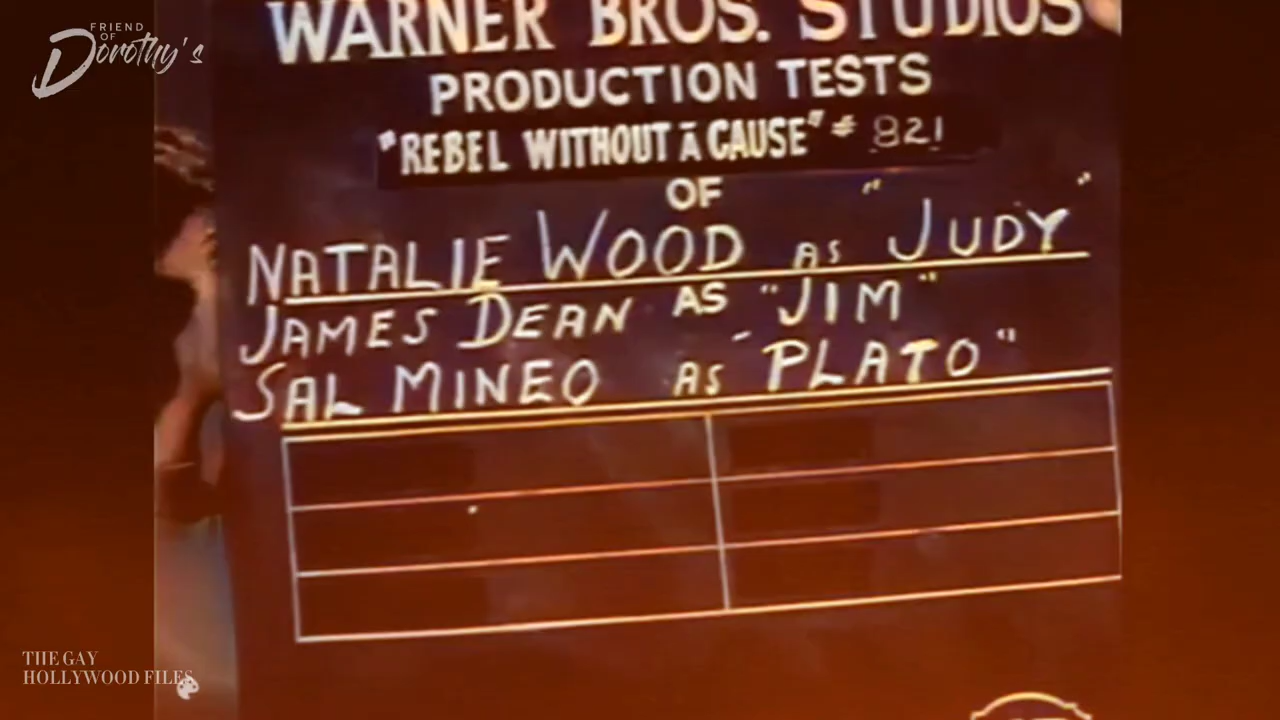 FRIEND
OF
Dorothy's
WARNER BROS. STUDIOS
PRODUCTION TESTS
"REBEL WITHOUT A CAUSE" # 821
OF
NATALIE WOOD AS "JUDY"
JAMES DEAN AS "JIM"
SAL MINEO AS "PLATO"
THE GAY
HOLLYWOOD FILES